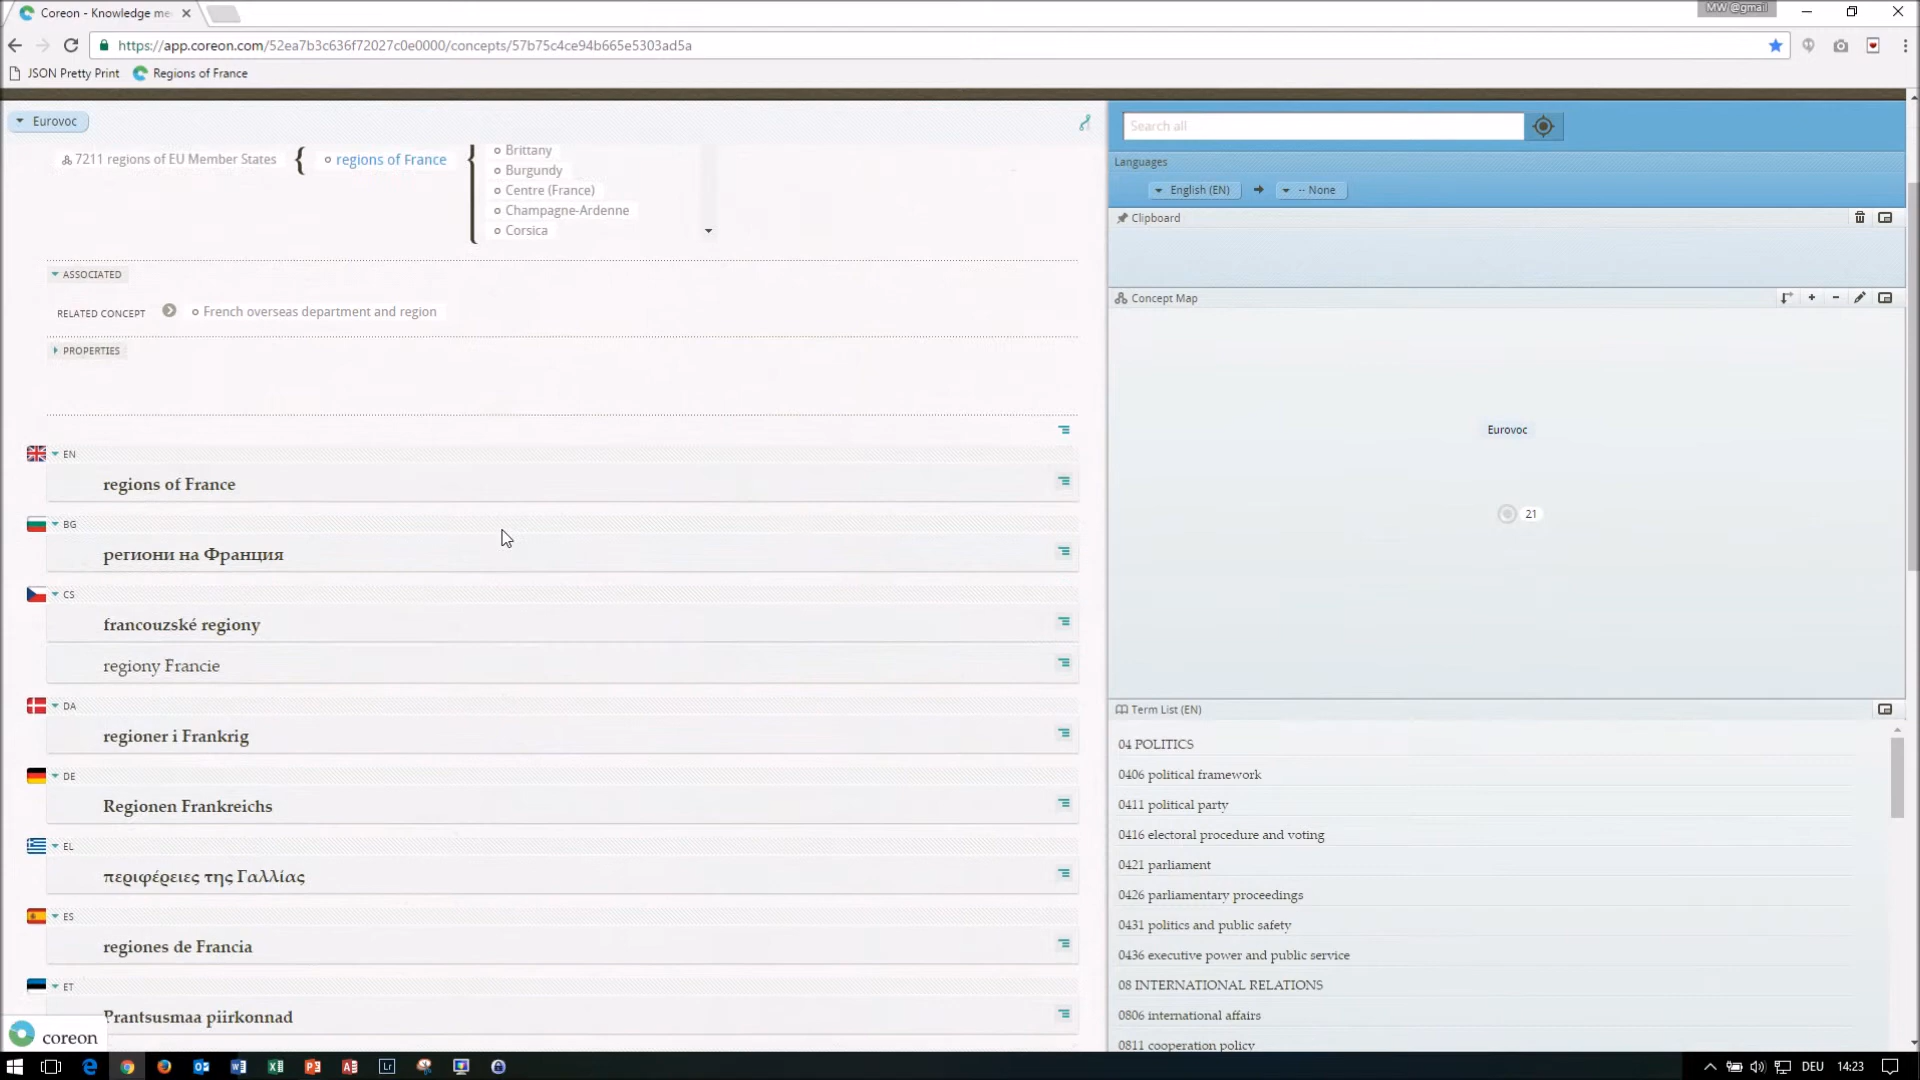 Coreon - Knowledge me
MW @gmail
https://app.coreon.com/52ea7b3c636f72027c0e0000/concepts/57b75c4ce94b665e5303ad5a
JSON Pretty Print
Regions of France
Eurovoc
7211 regions of EU Member States
regions of France
Brittany
Burgundy
Centre (France)
Champagne-Ardenne
Corsica
ASSOCIATED
RELATED CONCEPT
French overseas department and region
PROPERTIES
EN
regions of France
BG
региони на Франция
CS
francouzské regiony
regiony Francie
DA
regioner i Frankrig
DE
Regionen Frankreichs
EL
περιφέρειες της Γαλλίας
ES
regiones de Francia
ET
Prantsusmaa piirkonnad
coreon
Search all
Languages
English (EN)
-- None
Clipboard
Concept Map
Eurovoc
21
Term List (EN)
04 POLITICS
0406 political framework
0411 political party
0416 electoral procedure and voting
0421 parliament
0426 parliamentary proceedings
0431 politics and public safety
0436 executive power and public service
08 INTERNATIONAL RELATIONS
0806 international affairs
0811 cooperation policy
Lr
DEU
14:23